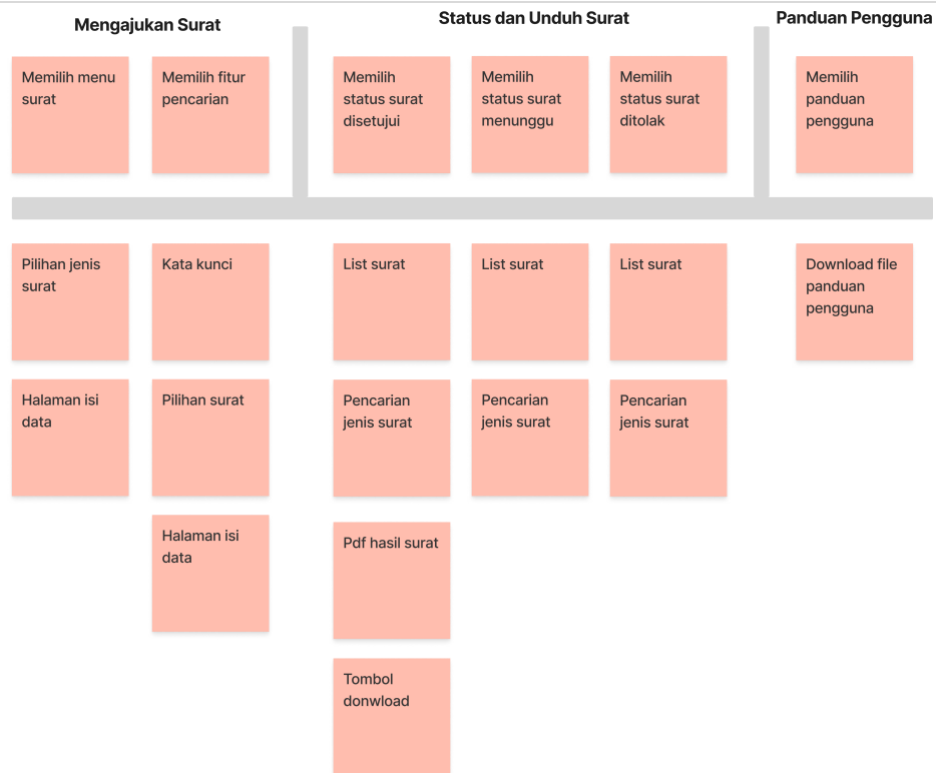 Mengajukan Surat
Status dan Unduh Surat
Panduan Pengguna
Memilih menu
surat
Memilih fitur
pencarian
Memilih
status surat
disetujui
Memilih
status surat
menunggu
Memilih
status surat
ditolak
Memilih
panduan
pengguna
Pilihan jenis
surat
Kata kunci
List surat
List surat
List surat
Download file
panduan
pengguna
Halaman isi
data
Pilihan surat
Pencarian
jenis surat
Pencarian
jenis surat
Pencarian
jenis surat
Halaman isi
data
Pdf hasil surat
Tombol
donwload